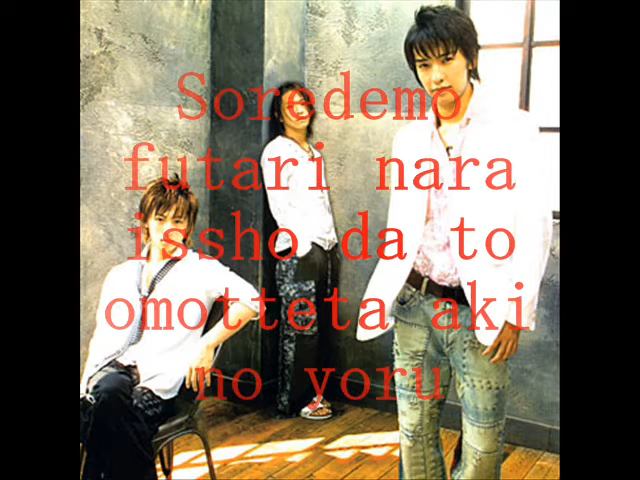 Soredemo
futari nara
issho da to
omotteta aki
no yoru